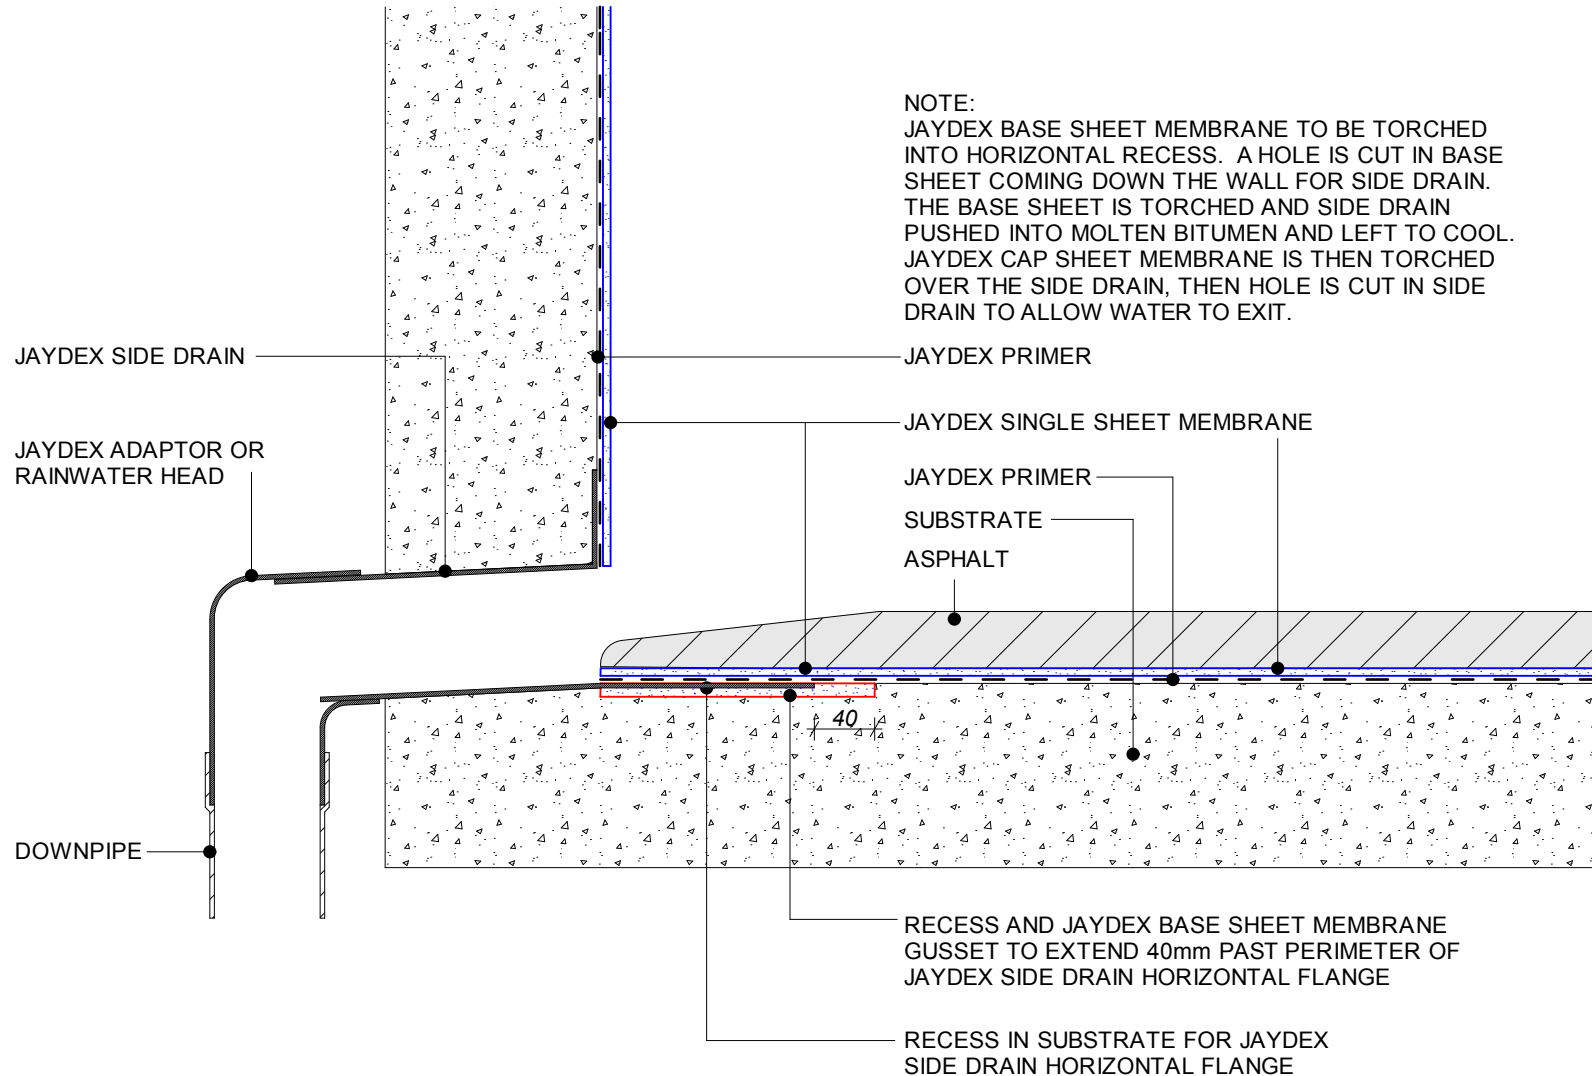 NOTE:
JAYDEX BASE SHEET MEMBRANE TO BE TORCHED
INTO HORIZONTAL RECESS. A HOLE IS CUT IN BASE
SHEET COMING DOWN THE WALL FOR SIDE DRAIN.
THE BASE SHEET IS TORCHED AND SIDE DRAIN
PUSHED INTO MOLTEN BITUMEN AND LEFT TO COOL.
JAYDEX CAP SHEET MEMBRANE IS THEN TORCHED
OVER THE SIDE DRAIN, THEN HOLE IS CUT IN SIDE
DRAIN TO ALLOW WATER TO EXIT.
JAYDEX SIDE DRAIN
JAYDEX PRIMER
JAYDEX SINGLE SHEET MEMBRANE
JAYDEX ADAPTOR OR
RAINWATER HEAD
JAYDEX PRIMER
SUBSTRATE
ASPHALT
40
DOWNPIPE
RECESS AND JAYDEX BASE SHEET MEMBRANE
GUSSET TO EXTEND 40mm PAST PERIMETER OF
JAYDEX SIDE DRAIN HORIZONTAL FLANGE
RECESS IN SUBSTRATE FOR JAYDEX
SIDE DRAIN HORIZONTAL FLANGE